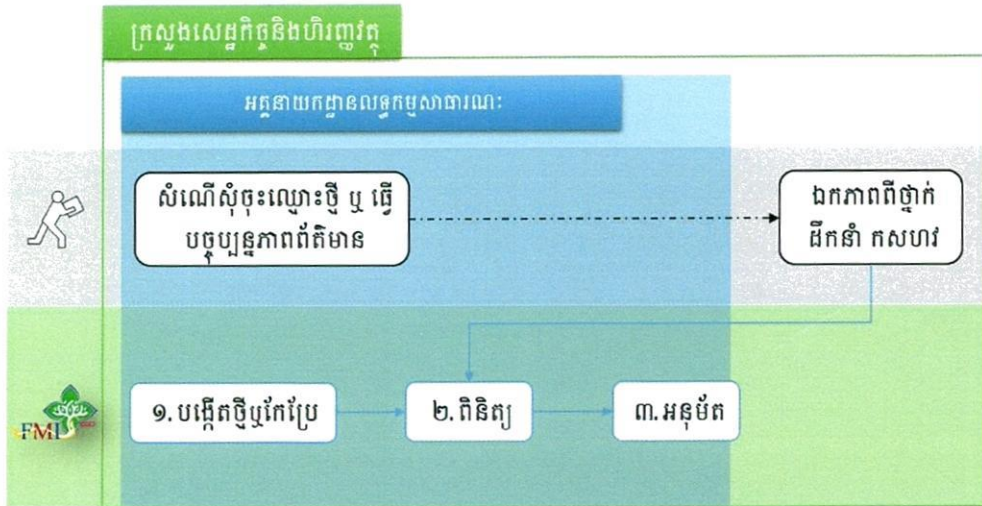 ក្រសួងសេដ្ឋកិច្ចនិងហិរញ្ញវត្ថុ
អគ្គនាយកដ្ឋានលទ្ធកម្មសាធារណៈ
សំណើសុំចុះឈ្មោះថ្មី ឬ ធ្វើ
បច្ចុប្បន្នភាពព័ត៌មាន
ឯកភាពពីថ្នាក់
ដឹកនាំ កសហវ
១. បង្កើតថ្មីឬកែប្រែ
២. ពិនិត្យ
៣. អនុម័ត
FMI